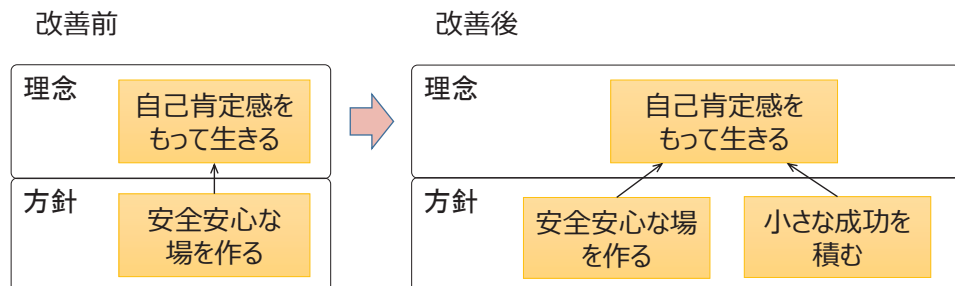 改善前
改善後
理念
自己肯定感を
もって生きる
理念
自己肯定感を
もって生きる
方針
安全安心な
場を作る
方針
安全安心な場
を作る
小さな成功を
積む